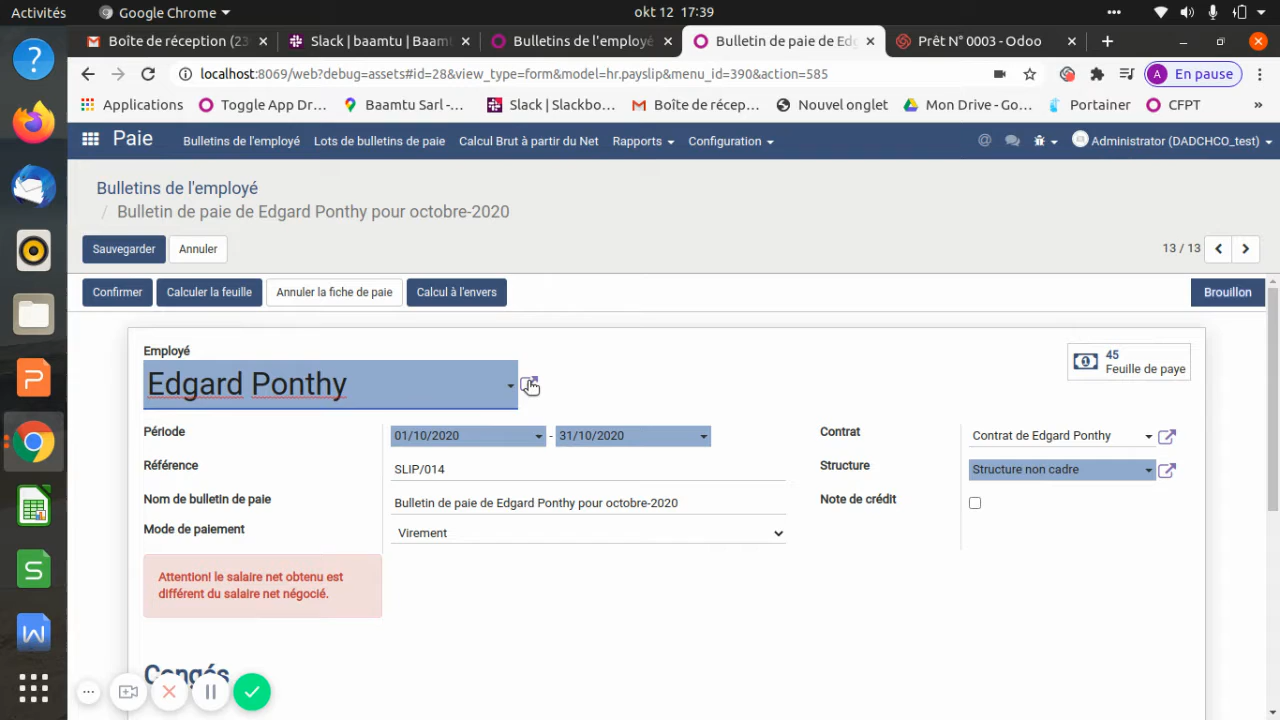 Activités Google Chrome okt 12 17:39
Boîte de réception (23 Slack | baamtu | Baamt Bulletins de l'employé Bulletin de paie de Edg Prêt N° 0003 - Odoo
localhost:8069/web?debug=assets#id=28&view_type=form&model=hr.payslip&menu_id=390&action=585 A En pause
Applications Toggle App Dr... Baamtu Sarl -... Slack | Slackbo... Boîte de récep... Nouvel onglet Mon Drive - Go... Portainer CFPT »
Paie Bulletins de l'employé Lots de bulletins de paie Calcul Brut à partir du Net Rapports Configuration Administrator (DADCHCO_test)
Bulletins de l'employé
/ Bulletin de paie de Edgard Ponthy pour octobre-2020
Sauvegarder Annuler 13 / 13
Confirmer Calculer la feuille Annuler la fiche de paie Calcul à l'envers Brouillon
Employé
Edgard Ponthy
45
Feuille de paye
Période 01/10/2020 - 31/10/2020 Contrat Contrat de Edgard Ponthy
Référence SLIP/014 Structure Structure non cadre
Nom de bulletin de paie Bulletin de paie de Edgard Ponthy pour octobre-2020 Note de crédit
Mode de paiement Virement
Attention! le salaire net obtenu est
différent du salaire net négocié.
Congés